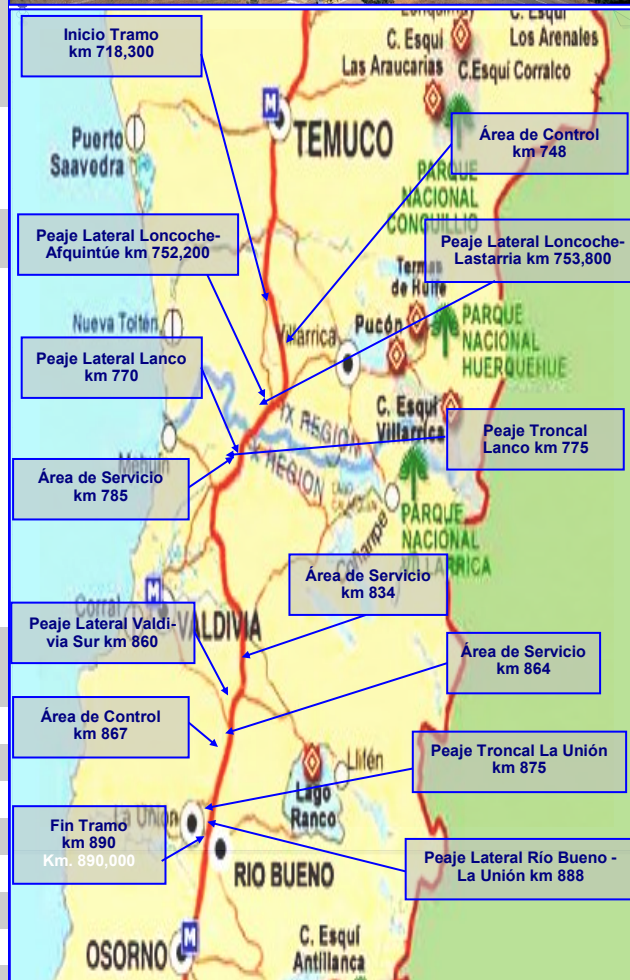 C. Esquí
Los Arenales
Inicio Tramo
km 718,300
C. Esquí
Las Araucarias
C.Esquí Corralco
M
TEMUCO
Puerto
Saavedra
Área de Control
km 748
PARQUE
NACIONAL
CONGUILLIO
Peaje Lateral Loncoche-
Afquintúe km 752,200
Peaje Lateral Loncoche-
Lastarria km 753,800
Termas
de Huife
Nueva Toltén
Villarrica
Pucón
PARQUE
NACIONAL
HUERQUEHUE
Peaje Lateral Lanco
km 770
C. Esquí
Villarrica
IX REGION
X REGION
Peaje Troncal
Lanco km 775
Mehuín
Área de Servicio
km 785
Coñaripe
PARQUE
NACIONAL
VILLARRICA
Área de Servicio
km 834
M
Corral
VALDIVIA
Peaje Lateral Valdi-
via Sur km 860
Área de Servicio
km 864
Área de Control
km 867
Peaje Troncal La Unión
km 875
Llifén
Lago
Ranco
La Unión
Fin Tramo
km 890
Km. 890,000
Peaje Lateral Río Bueno -
La Unión km 888
RIO BUENO
M
OSORNO
C. Esquí
Antillanca